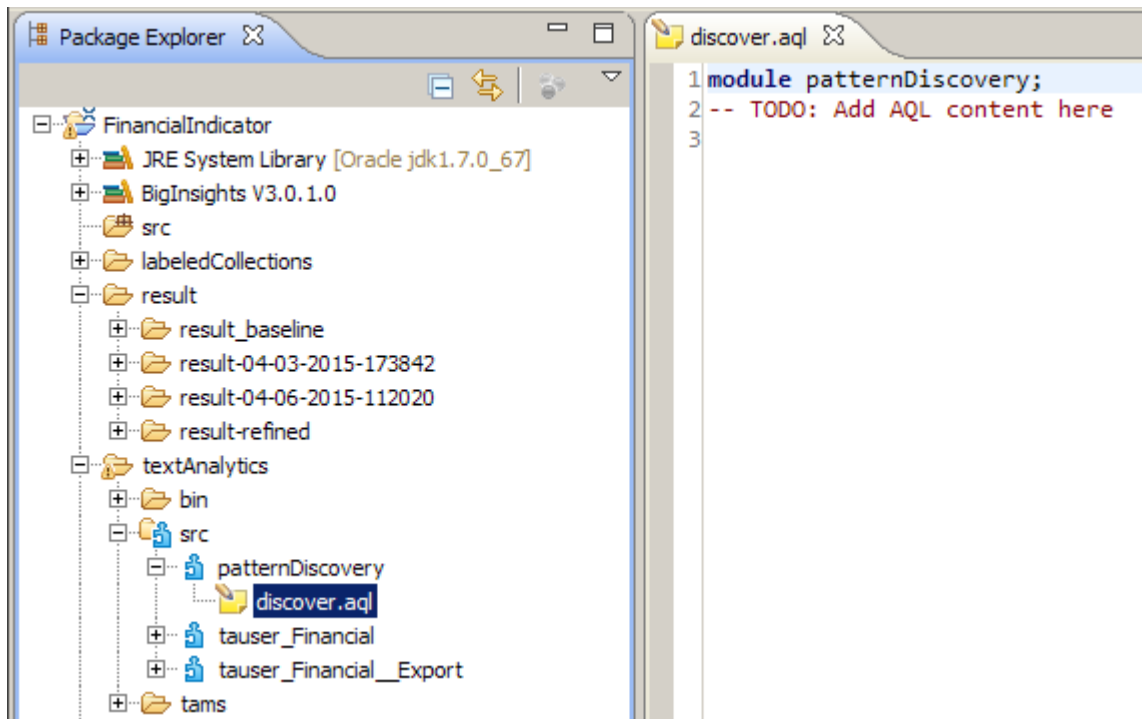 Package Explorer
FinancialIndicator
JRE System Library [Oracle jdk1.7.0_67]
BigInsights V3.0.1.0
src
labeledCollections
result
result_baseline
result-04-03-2015-173842
result-04-06-2015-112020
result-refined
textAnalytics
bin
src
patternDiscovery
discover.aql
tauser_Financial
tauser_Financial__Export
tams
discover.aql
1 module patternDiscovery;
2 -- TODO: Add AQL content here
3